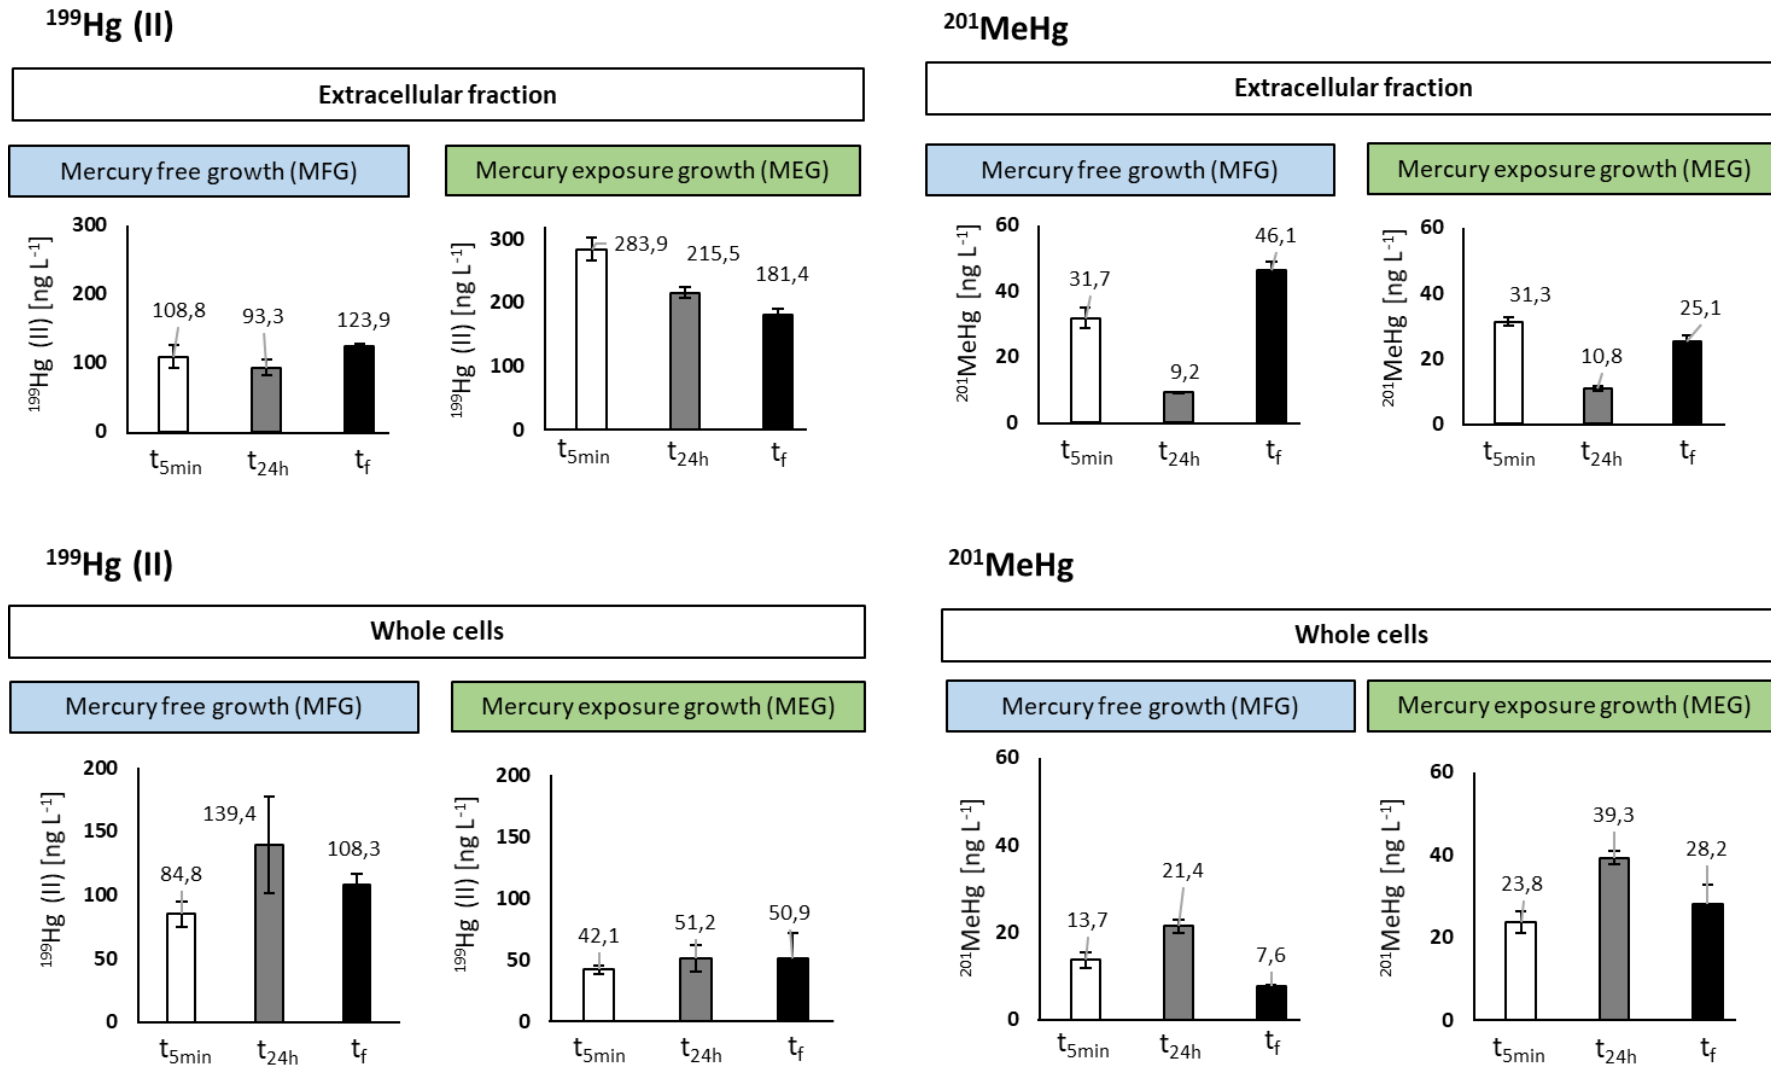 ¹⁹⁹Hg (II)
Extracellular fraction
Mercury free growth (MFG)
Mercury exposure growth (MEG)
¹⁹⁹Hg (II) [ng L⁻¹]
300
200
100
0
108,8
93,3
123,9
t5min
t24h
tf
¹⁹⁹Hg (II) [ng L⁻¹]
300
200
100
0
283,9
215,5
181,4
t5min
t24h
tf
²⁰¹MeHg
Extracellular fraction
Mercury free growth (MFG)
Mercury exposure growth (MEG)
²⁰¹MeHg [ng L⁻¹]
60
40
20
0
31,7
9,2
46,1
t5min
t24h
tf
²⁰¹MeHg [ng L⁻¹]
60
40
20
0
31,3
10,8
25,1
t5min
t24h
tf
¹⁹⁹Hg (II)
Whole cells
Mercury free growth (MFG)
Mercury exposure growth (MEG)
¹⁹⁹Hg (II) [ng L⁻¹]
200
150
100
50
0
84,8
139,4
108,3
t5min
t24h
tf
¹⁹⁹Hg (II) [ng L⁻¹]
200
150
100
50
0
42,1
51,2
50,9
t5min
t24h
tf
²⁰¹MeHg
Whole cells
Mercury free growth (MFG)
Mercury exposure growth (MEG)
²⁰¹MeHg [ng L⁻¹]
60
40
20
0
13,7
21,4
7,6
t5min
t24h
tf
²⁰¹MeHg [ng L⁻¹]
60
40
20
0
23,8
39,3
28,2
t5min
t24h
tf